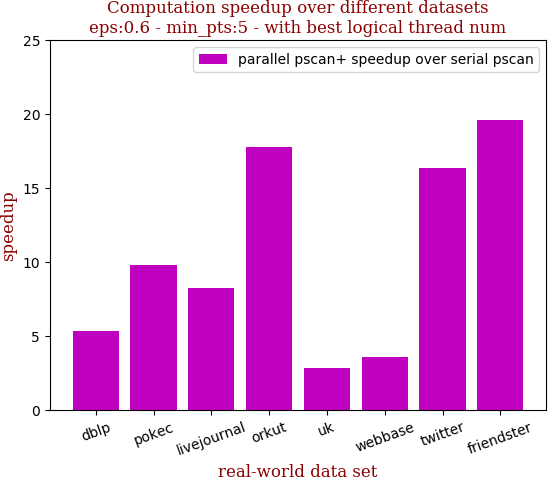 Computation speedup over different datasets
eps:0.6 - min_pts:5 - with best logical thread num
parallel pscan+ speedup over serial pscan
25
20
15
10
5
0
speedup
dblp
pokec
livejournal
orkut
uk
webbase
twitter
friendster
real-world data set